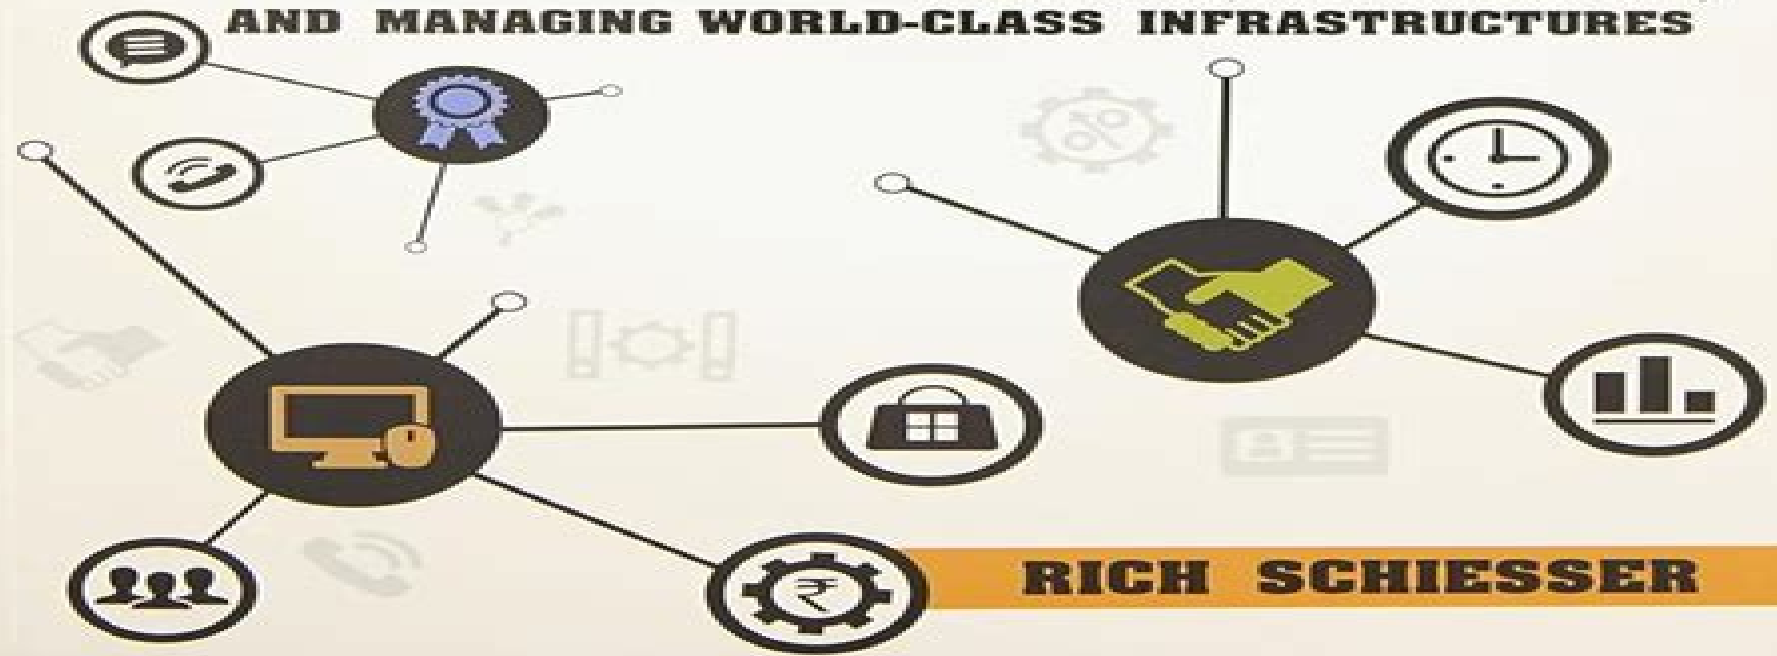 AND MANAGING WORLD-CLASS INFRASTRUCTURES
₹
RICH SCHIESSER